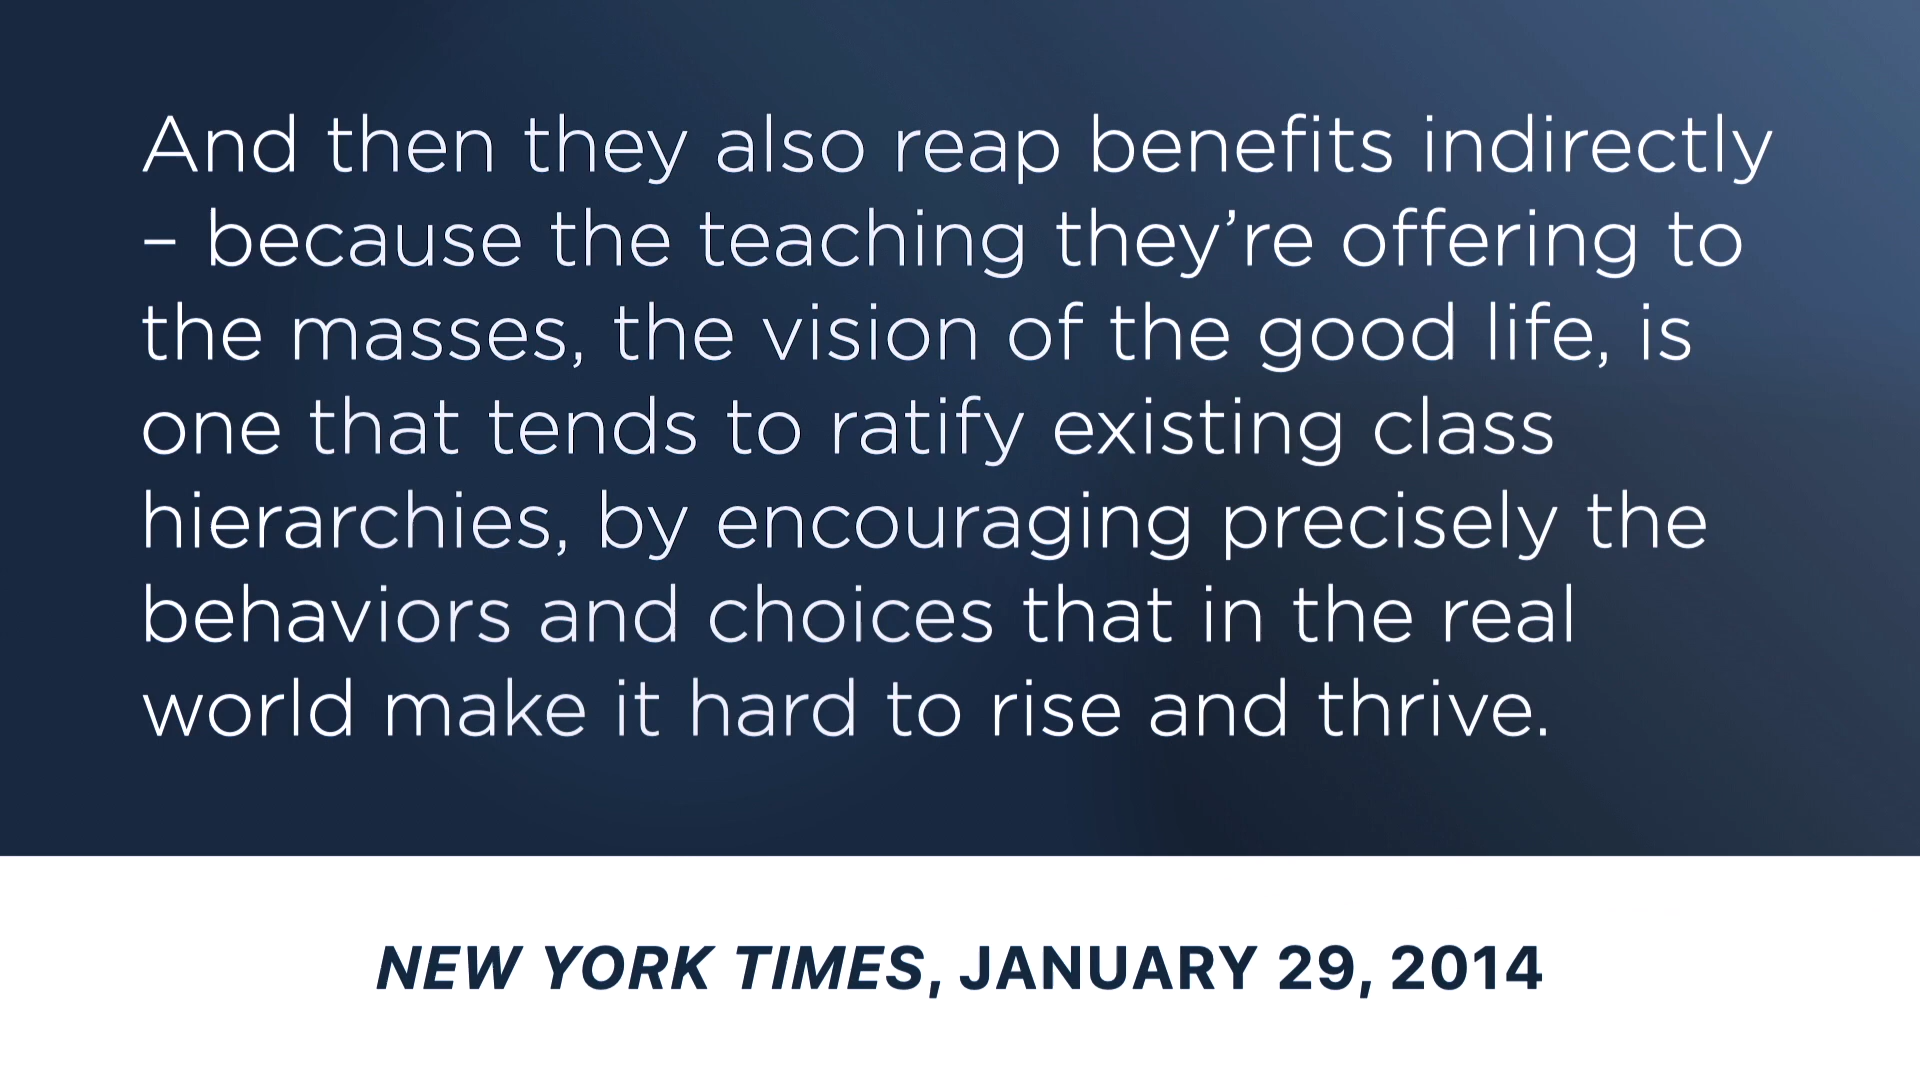 And then they also reap benefits indirectly
– because the teaching they’re offering to
the masses, the vision of the good life, is
one that tends to ratify existing class
hierarchies, by encouraging precisely the
behaviors and choices that in the real
world make it hard to rise and thrive.
NEW YORK TIMES, JANUARY 29, 2014